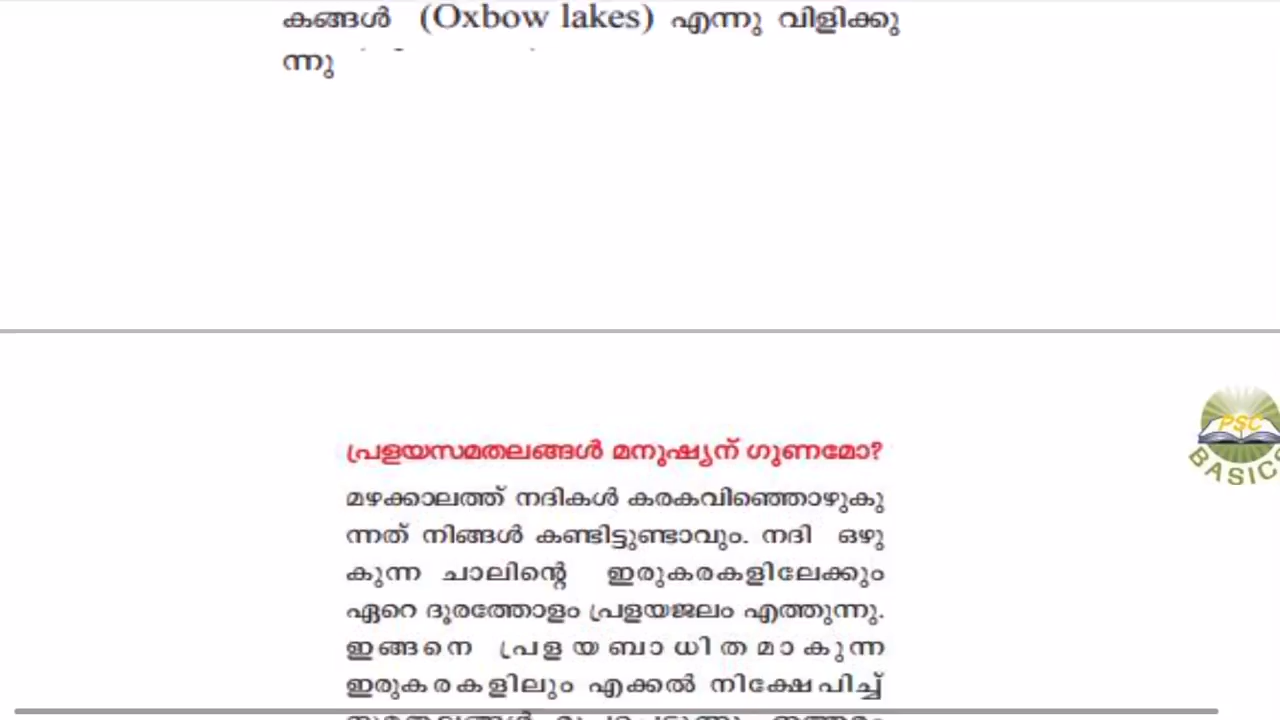 കങ്ങൾ (Oxbow lakes) എന്നു വിളിക്കു
ന്നു
പ്രളയസമതലങ്ങൾ മനുഷ്യന് ഗുണമോ?
മഴക്കാലത്ത് നദികൾ കരകവിഞ്ഞൊഴുകു
ന്നത് നിങ്ങൾ കണ്ടിട്ടുണ്ടാവും. നദി ഒഴു
കുന്ന ചാലിന്റെ ഇരുകരകളിലേക്കും
ഏറെ ദൂരത്തോളം പ്രളയജലം എത്തുന്നു.
ഇങ്ങനെ പ്രളയബാധിതമാകുന്ന
ഇരുകരകളിലും എക്കൽ നിക്ഷേപിച്ച്
PSC
BASICS